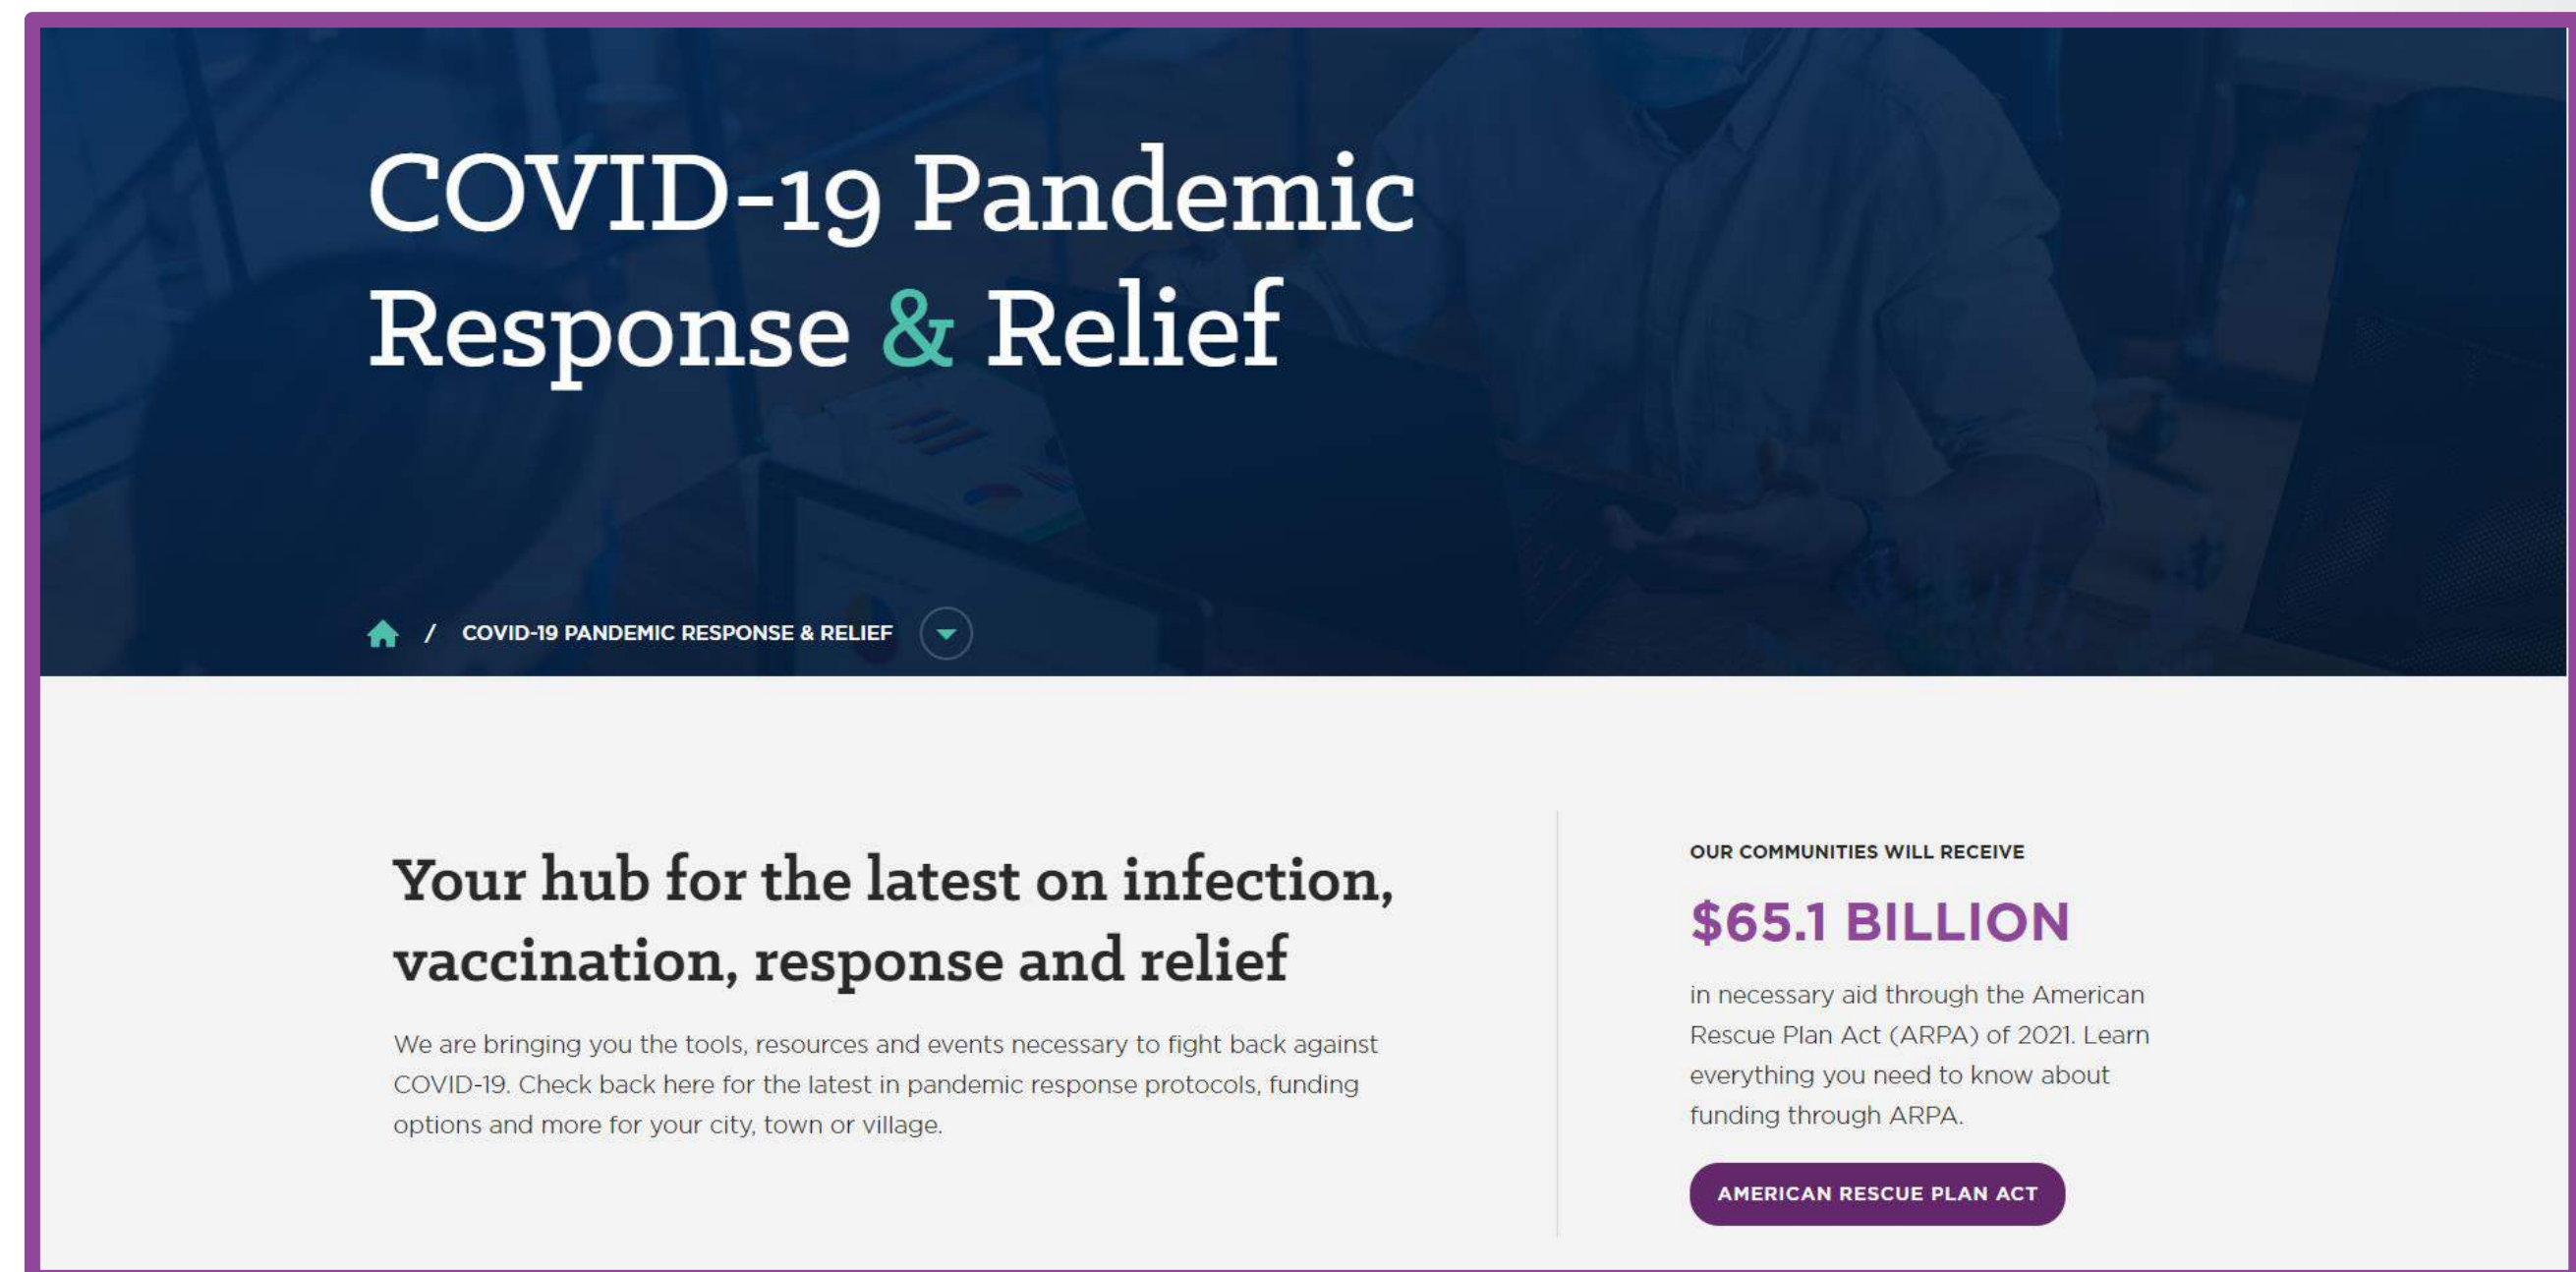 COVID-19 Pandemic
Response & Relief
/ COVID-19 PANDEMIC RESPONSE & RELIEF
Your hub for the latest on infection,
vaccination, response and relief
We are bringing you the tools, resources and events necessary to fight back against
COVID-19. Check back here for the latest in pandemic response protocols, funding
options and more for your city, town or village.
OUR COMMUNITIES WILL RECEIVE
$65.1 BILLION
in necessary aid through the American
Rescue Plan Act (ARPA) of 2021. Learn
everything you need to know about
funding through ARPA.
AMERICAN RESCUE PLAN ACT